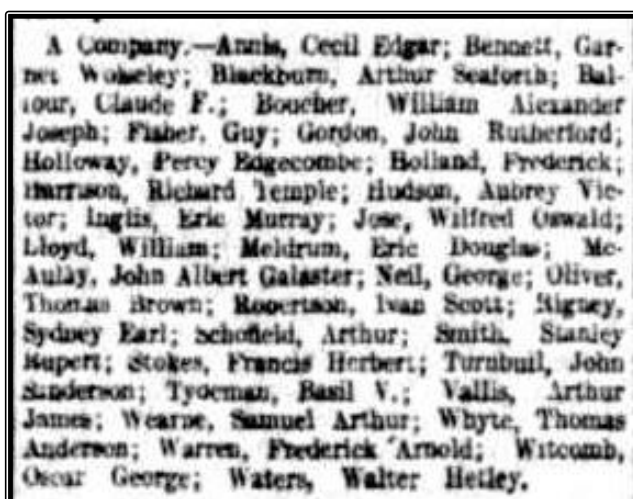 A Company.—Annis, Cecil Edgar; Bennett, Gar-
net Wolseley; Blackburn, Arthur Seaforth; Bal-
four, Claude F.; Boucher, William Alexander
Joseph; Fisher, Guy; Gordon, John Rutherford;
Holloway, Percy Edgecombe; Holland, Frederick;
Harrison, Richard Temple; Hudson, Aubrey Vic-
tor; Inglis, Eric Murray; Jose, Wilfred Oswald;
Lloyd, William; Meldrum, Eric Douglas; Mc-
Aulay, John Albert Galaster; Neil, George; Oliver,
Thomas Brown; Robertson, Ivan Scott; Rigney,
Sydney Earl; Schofield, Arthur; Smith, Stanley
Rupert; Stokes, Francis Herbert; Turnbull, John
Sanderson; Tydeman, Basil V.; Vallis, Arthur
James; Wearne, Samuel Arthur; Whyte, Thomas
Anderson; Warren, Frederick Arnold; Witcomb,
Oscar George; Waters, Walter Hetley.